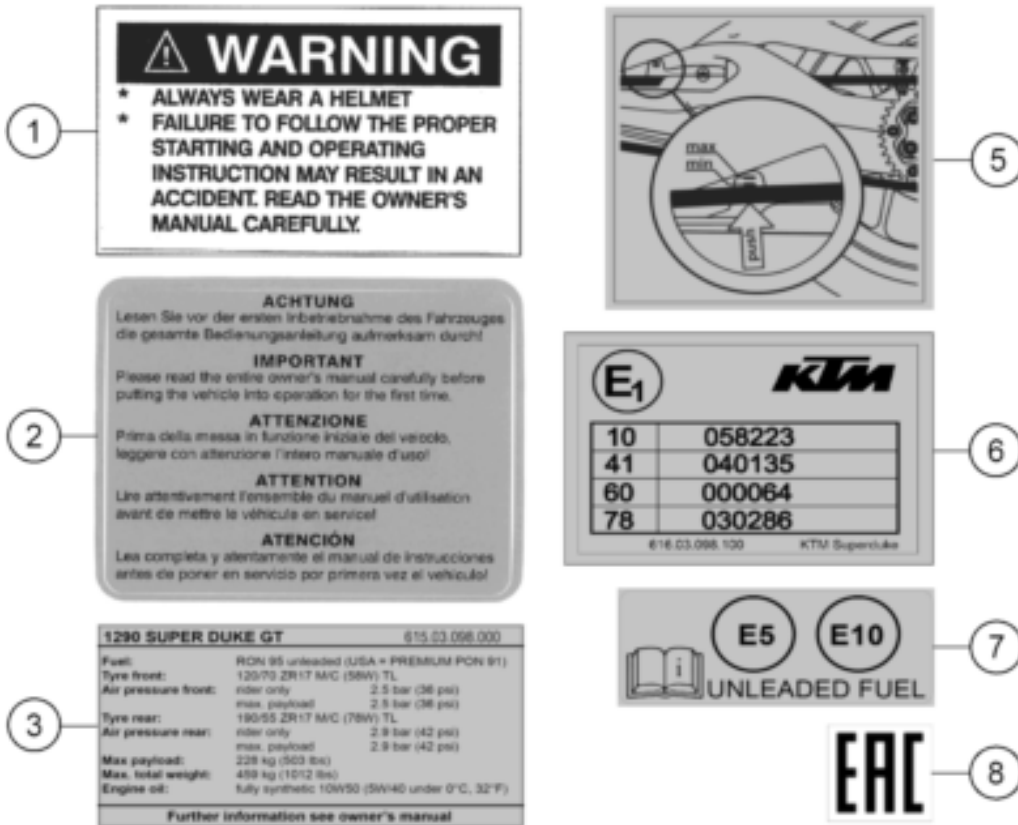 1
WARNING
* ALWAYS WEAR A HELMET
* FAILURE TO FOLLOW THE PROPER
STARTING AND OPERATING
INSTRUCTION MAY RESULT IN AN
ACCIDENT. READ THE OWNER'S
MANUAL CAREFULLY.
2
ACHTUNG
Lesen Sie vor der ersten Inbetriebnahme des Fahrzeuges
die gesamte Bedienungsanleitung aufmerksam durch!
IMPORTANT
Please read the entire owner's manual carefully before
putting the vehicle into operation for the first time.
ATTENZIONE
Prima della messa in funzione iniziale del veicolo,
leggere con attenzione l'intero manuale d'uso!
ATTENTION
Lire attentivement l'ensemble du manuel d'utilisation
avant de mettre le véhicule en service!
ATENCIÓN
Lea completa y atentamente el manual de instrucciones
antes de poner en servicio por primera vez el vehículo!
3
1290 SUPER DUKE GT 615.03.098.000
Fuel: RON 95 unleaded (USA = PREMIUM PON 91)
Tyre front: 120/70 ZR17 M/C (58W) TL
Air pressure front: rider only 2.5 bar (36 psi)
max. payload 2.5 bar (36 psi)
Tyre rear: 190/55 ZR17 M/C (78W) TL
Air pressure rear: rider only 2.9 bar (42 psi)
max. payload 2.9 bar (42 psi)
Max payload: 228 kg (503 lbs)
Max. total weight: 459 kg (1012 lbs)
Engine oil: fully synthetic 10W50 (5W/40 under 0°C, 32°F)
Further information see owner's manual
5
max
min
push
6
E1 KTM
10 058223
41 040135
60 000064
78 030286
616.03.098.100 KTM Superduke
7
E5 E10
i
UNLEADED FUEL
8
EAC